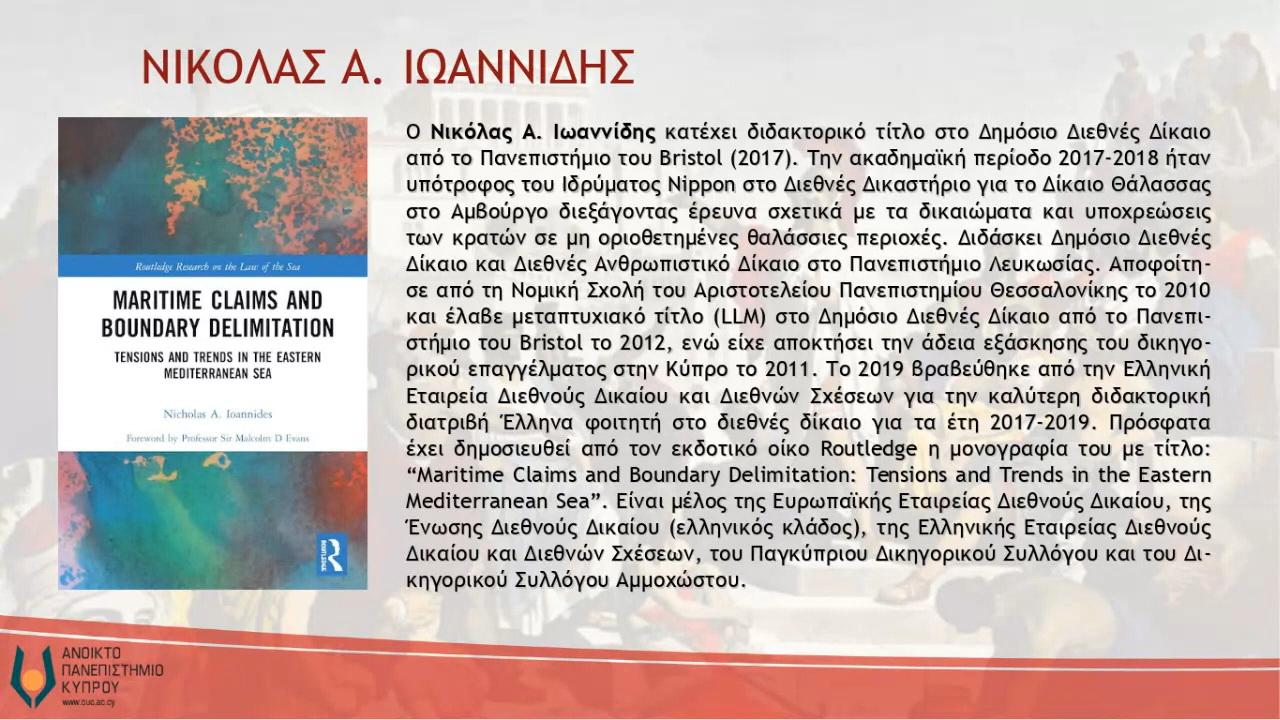 ΝΙΚΟΛΑΣ Α. ΙΩΑΝΝΙΔΗΣ
Routledge Research on the Law of the Sea
MARITIME CLAIMS AND
BOUNDARY DELIMITATION
TENSIONS AND TRENDS IN THE EASTERN
MEDITERRANEAN SEA
Nicholas A. Ioannides
Foreword by Professor Sir Malcolm D Evans
ROUTLEDGE
Ο Νικόλας Α. Ιωαννίδης κατέχει διδακτορικό τίτλο στο Δημόσιο Διεθνές Δίκαιο
από το Πανεπιστήμιο του Bristol (2017). Την ακαδημαϊκή περίοδο 2017-2018 ήταν
υπότροφος του Ιδρύματος Nippon στο Διεθνές Δικαστήριο για το Δίκαιο Θάλασσας
στο Αμβούργο διεξάγοντας έρευνα σχετικά με τα δικαιώματα και υποχρεώσεις
των κρατών σε μη οριοθετημένες θαλάσσιες περιοχές. Διδάσκει Δημόσιο Διεθνές
Δίκαιο και Διεθνές Ανθρωπιστικό Δίκαιο στο Πανεπιστήμιο Λευκωσίας. Αποφοίτη-
σε από τη Νομική Σχολή του Αριστοτελείου Πανεπιστημίου Θεσσαλονίκης το 2010
και έλαβε μεταπτυχιακό τίτλο (LLM) στο Δημόσιο Διεθνές Δίκαιο από το Πανεπι-
στήμιο του Bristol το 2012, ενώ είχε αποκτήσει την άδεια εξάσκησης του δικηγο-
ρικού επαγγέλματος στην Κύπρο το 2011. Το 2019 βραβεύθηκε από την Ελληνική
Εταιρεία Διεθνούς Δικαίου και Διεθνών Σχέσεων για την καλύτερη διδακτορική
διατριβή Έλληνα φοιτητή στο διεθνές δίκαιο για τα έτη 2017-2019. Πρόσφατα
έχει δημοσιευθεί από τον εκδοτικό οίκο Routledge η μονογραφία του με τίτλο:
“Maritime Claims and Boundary Delimitation: Tensions and Trends in the Eastern
Mediterranean Sea”. Είναι μέλος της Ευρωπαϊκής Εταιρείας Διεθνούς Δικαίου, της
Ένωσης Διεθνούς Δικαίου (ελληνικός κλάδος), της Ελληνικής Εταιρείας Διεθνούς
Δικαίου και Διεθνών Σχέσεων, του Παγκύπριου Δικηγορικού Συλλόγου και του Δι-
κηγορικού Συλλόγου Αμμοχώστου.
ΑΝΟΙΚΤΟ
ΠΑΝΕΠΙΣΤΗΜΙΟ
ΚΥΠΡΟΥ
www.ouc.ac.cy